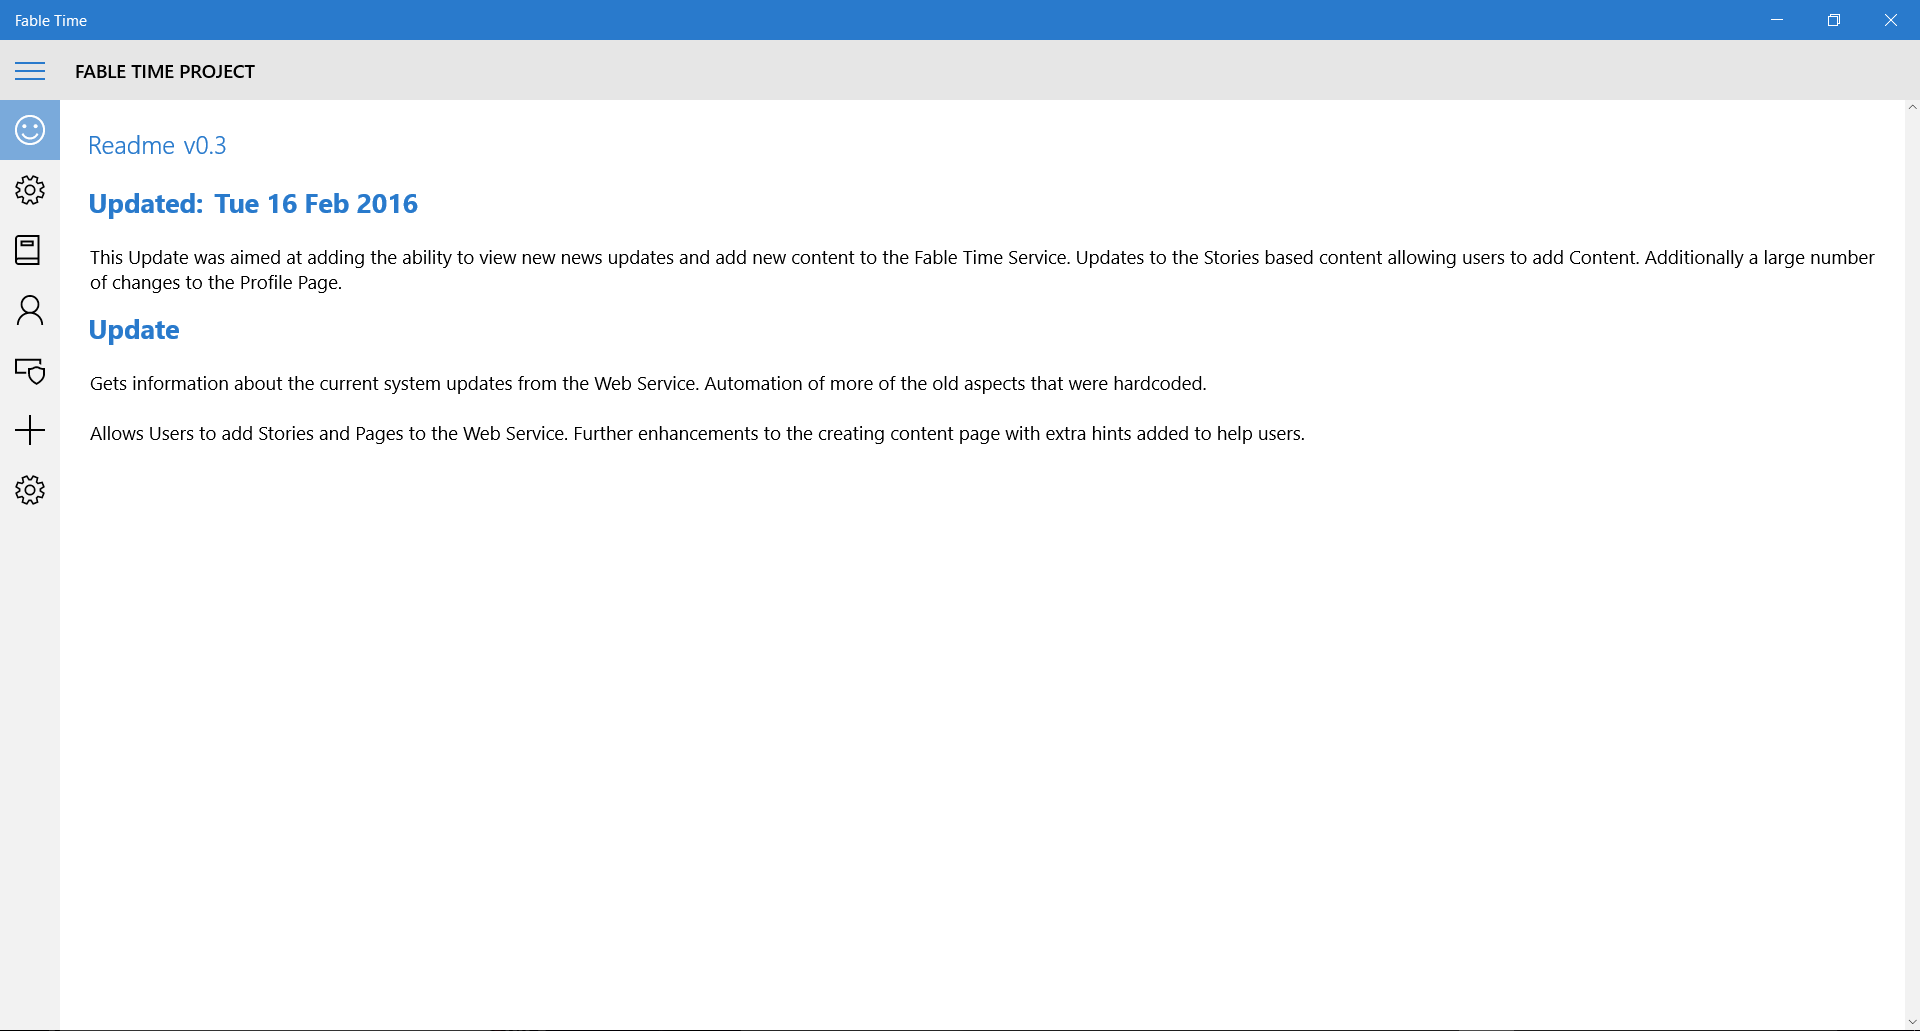 Fable Time
FABLE TIME PROJECT
Readme v0.3
Updated: Tue 16 Feb 2016
This Update was aimed at adding the ability to view new news updates and add new content to the Fable Time Service. Updates to the Stories based content allowing users to add Content. Additionally a large number
of changes to the Profile Page.
Update
Gets information about the current system updates from the Web Service. Automation of more of the old aspects that were hardcoded.
Allows Users to add Stories and Pages to the Web Service. Further enhancements to the creating content page with extra hints added to help users.